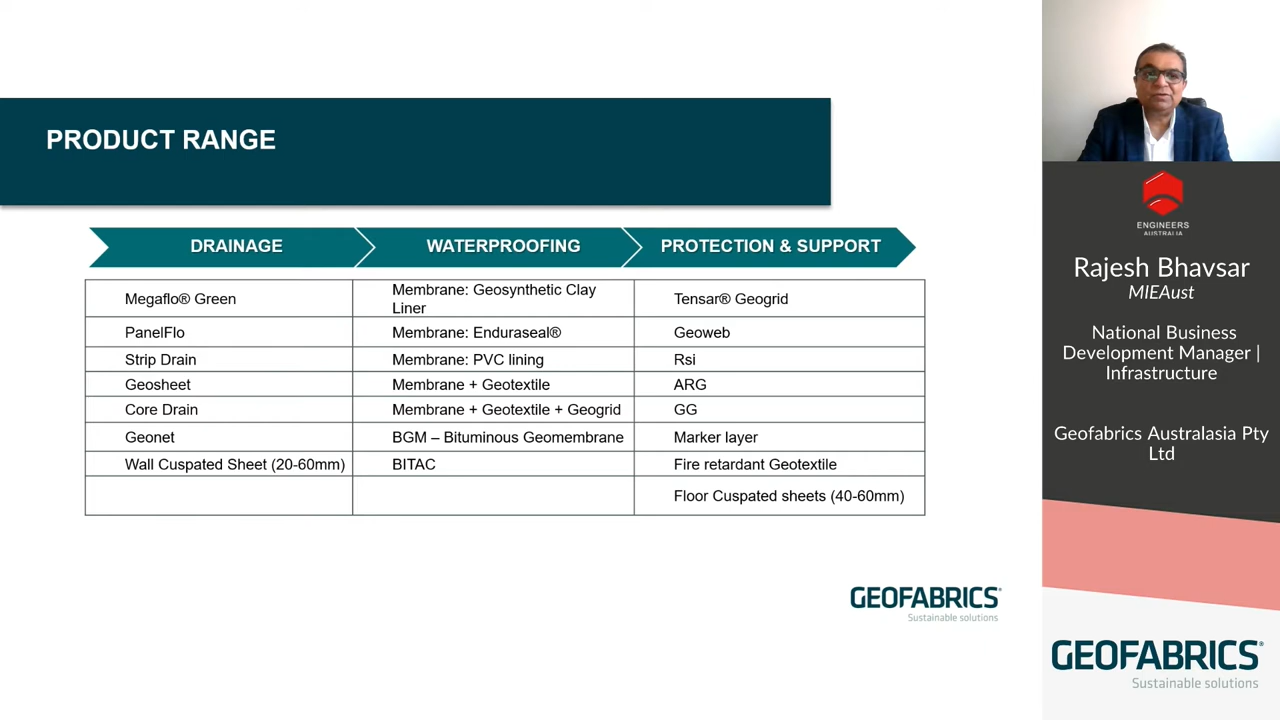 PRODUCT RANGE
DRAINAGE
WATERPROOFING
PROTECTION & SUPPORT
Megaflo® Green
Membrane: Geosynthetic Clay
Liner
Tensar® Geogrid
PanelFlo
Membrane: Enduraseal®
Geoweb
Strip Drain
Membrane: PVC lining
Rsi
Geosheet
Membrane + Geotextile
ARG
Core Drain
Membrane + Geotextile + Geogrid
GG
Geonet
BGM – Bituminous Geomembrane
Marker layer
Wall Cuspated Sheet (20-60mm)
BITAC
Fire retardant Geotextile
Floor Cuspated sheets (40-60mm)
GEOFABRICS®
Sustainable solutions
ENGINEERS
AUSTRALIA
Rajesh Bhavsar
MIEAust
National Business
Development Manager |
Infrastructure
Geofabrics Australasia Pty
Ltd
GEOFABRICS®
Sustainable solutions